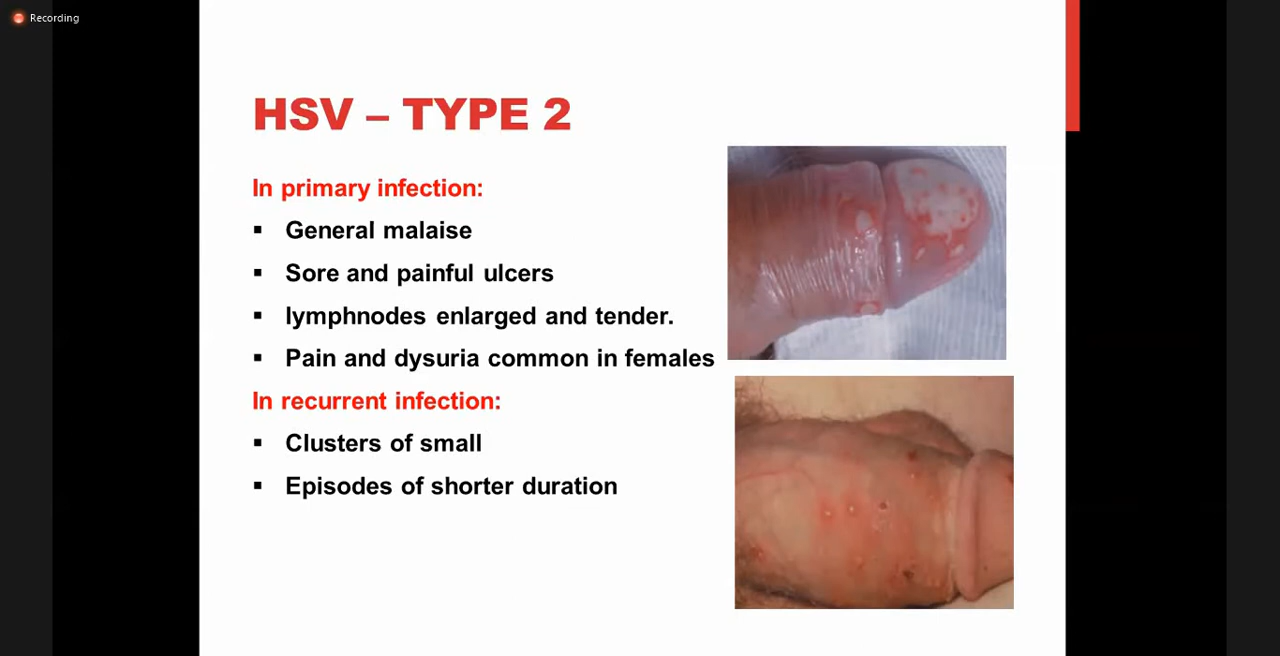 Recording
HSV – TYPE 2
In primary infection:
▪ General malaise
▪ Sore and painful ulcers
▪ lymphnodes enlarged and tender.
▪ Pain and dysuria common in females
In recurrent infection:
▪ Clusters of small
▪ Episodes of shorter duration